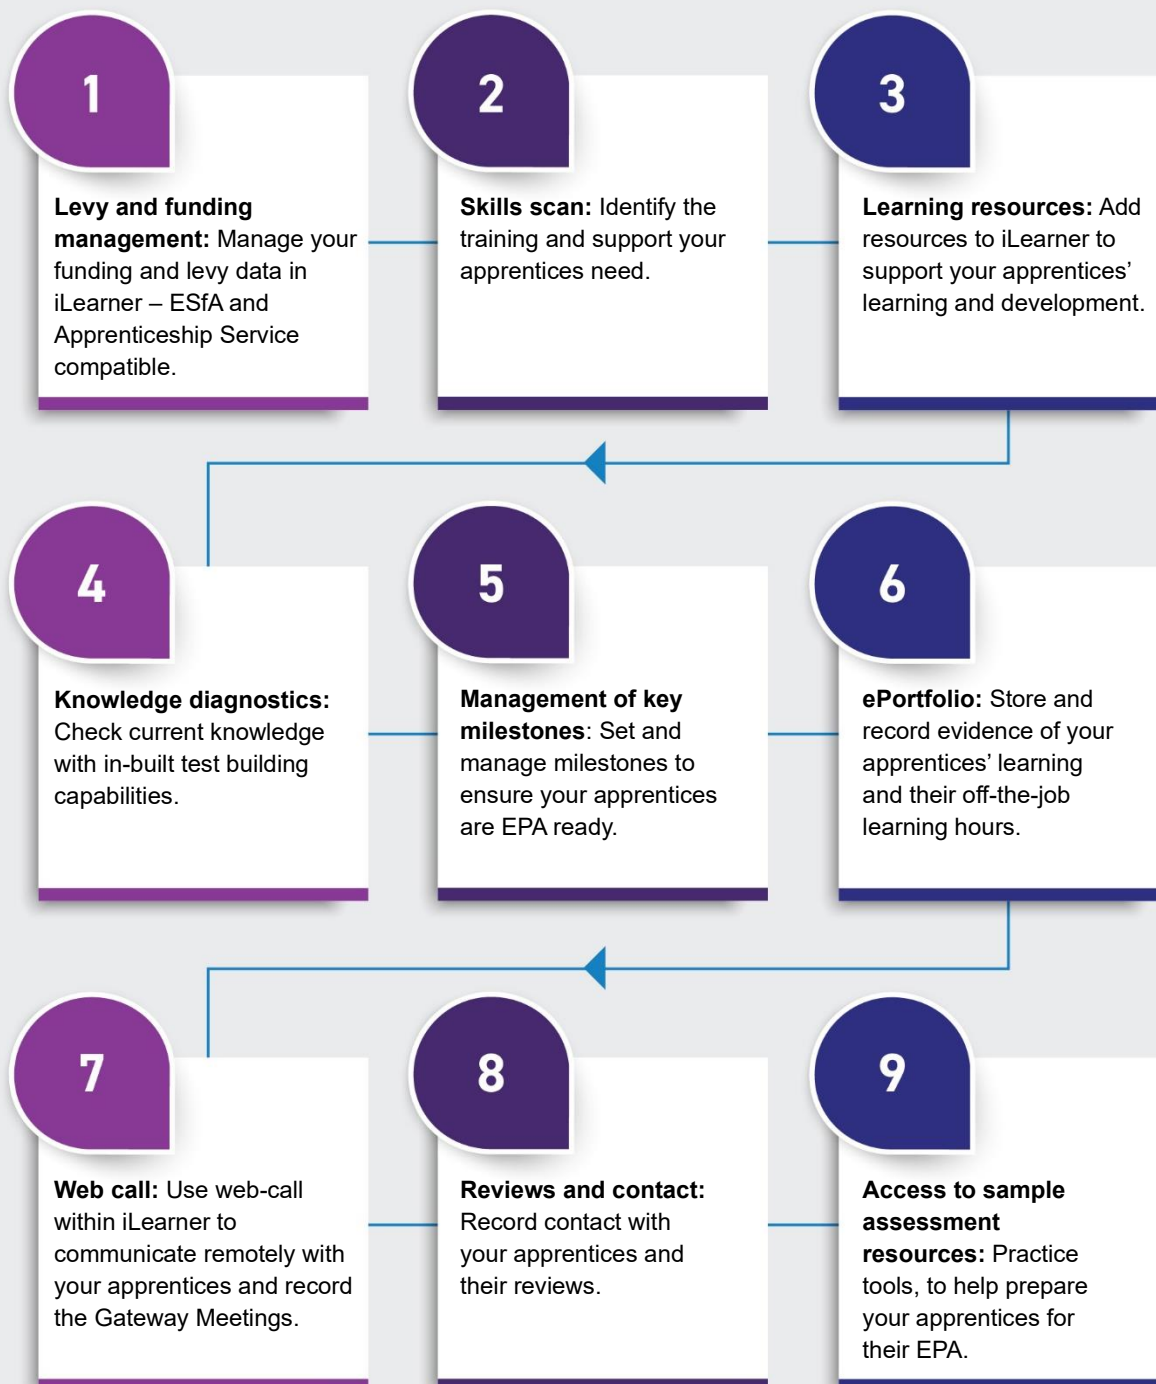 1
Levy and funding
management: Manage your
funding and levy data in
iLearner – ESfA and
Apprenticeship Service
compatible.
2
Skills scan: Identify the
training and support your
apprentices need.
3
Learning resources: Add
resources to iLearner to
support your apprentices’
learning and development.
4
Knowledge diagnostics:
Check current knowledge
with in-built test building
capabilities.
5
Management of key
milestones: Set and
manage milestones to
ensure your apprentices
are EPA ready.
6
ePortfolio: Store and
record evidence of your
apprentices’ learning
and their off-the-job
learning hours.
7
Web call: Use web-call
within iLearner to
communicate remotely with
your apprentices and record
the Gateway Meetings.
8
Reviews and contact:
Record contact with
your apprentices and
their reviews.
9
Access to sample
assessment
resources: Practice
tools, to help prepare
your apprentices for
their EPA.